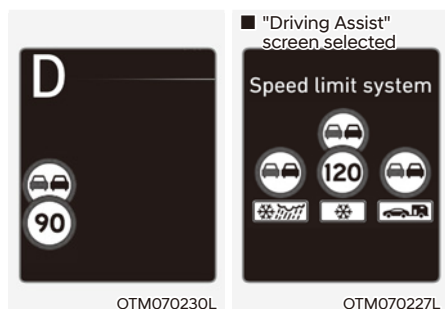 D
90
OTM070230L
■ "Driving Assist"
screen selected
Speed limit system
120
OTM070227L